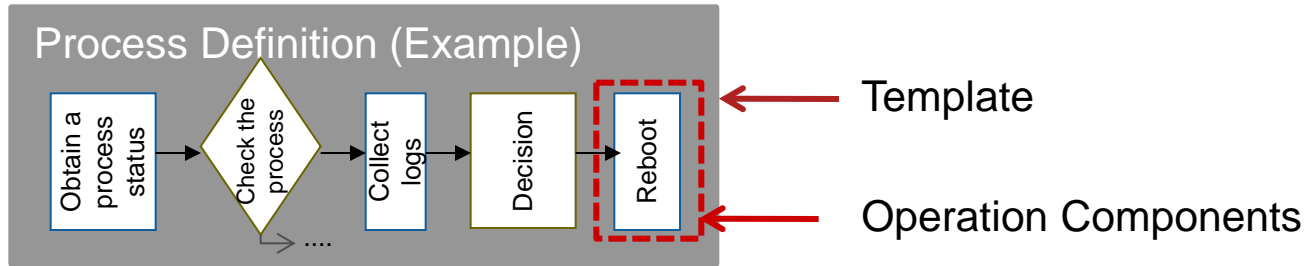 Process Definition (Example)
Obtain a
process
status
Check the
process
Collect
logs
Decision
Reboot
....
Template
Operation Components